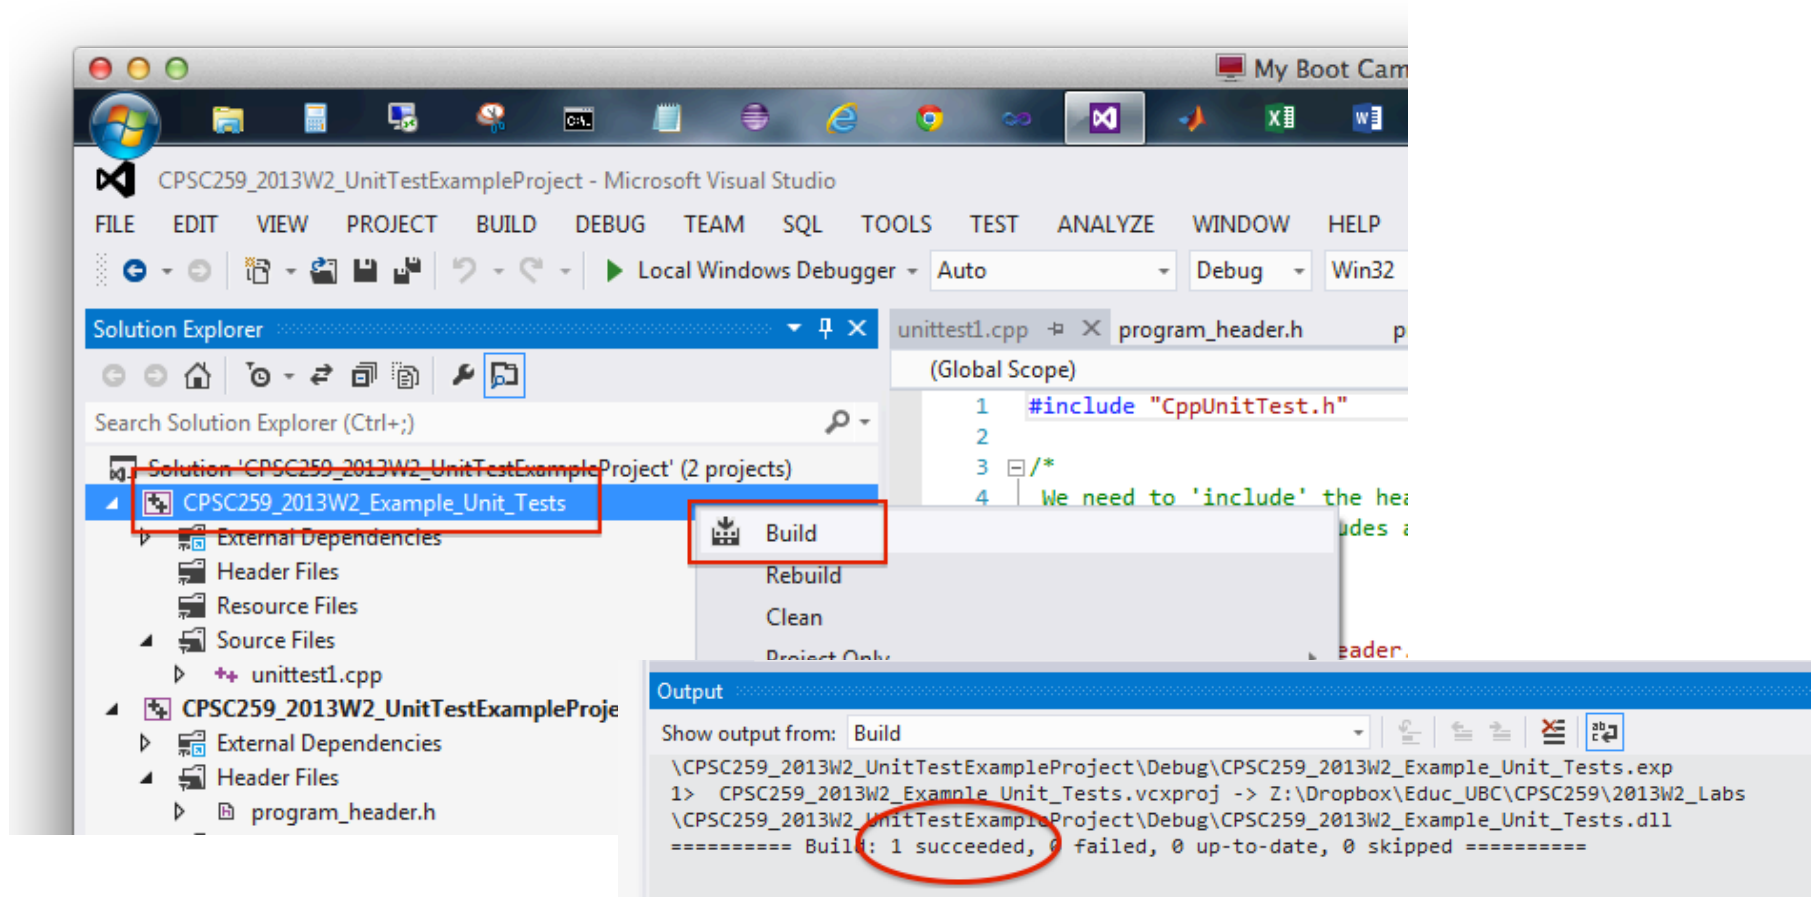 My Boot Cam
CPSC259_2013W2_UnitTestExampleProject - Microsoft Visual Studio
FILE EDIT VIEW PROJECT BUILD DEBUG TEAM SQL TOOLS TEST ANALYZE WINDOW HELP
Local Windows Debugger Auto Debug Win32
Solution Explorer
unittest1.cpp program_header.h p
(Global Scope)
Search Solution Explorer (Ctrl+;)
1 #include "CppUnitTest.h"
2
3 /*
4 We need to 'include' the hea
udes a
eader.
Solution 'CPSC259_2013W2_UnitTestExampleProject' (2 projects)
CPSC259_2013W2_Example_Unit_Tests
External Dependencies
Header Files
Resource Files
Source Files
unittest1.cpp
CPSC259_2013W2_UnitTestExampleProje
External Dependencies
Header Files
program_header.h
Build
Rebuild
Clean
Project Only
Output
Show output from: Build
\CPSC259_2013W2_UnitTestExampleProject\Debug\CPSC259_2013W2_Example_Unit_Tests.exp
1> CPSC259_2013W2_Example_Unit_Tests.vcxproj -> Z:\Dropbox\Educ_UBC\CPSC259\2013W2_Labs
\CPSC259_2013W2_UnitTestExampleProject\Debug\CPSC259_2013W2_Example_Unit_Tests.dll
========== Build: 1 succeeded, 0 failed, 0 up-to-date, 0 skipped ==========